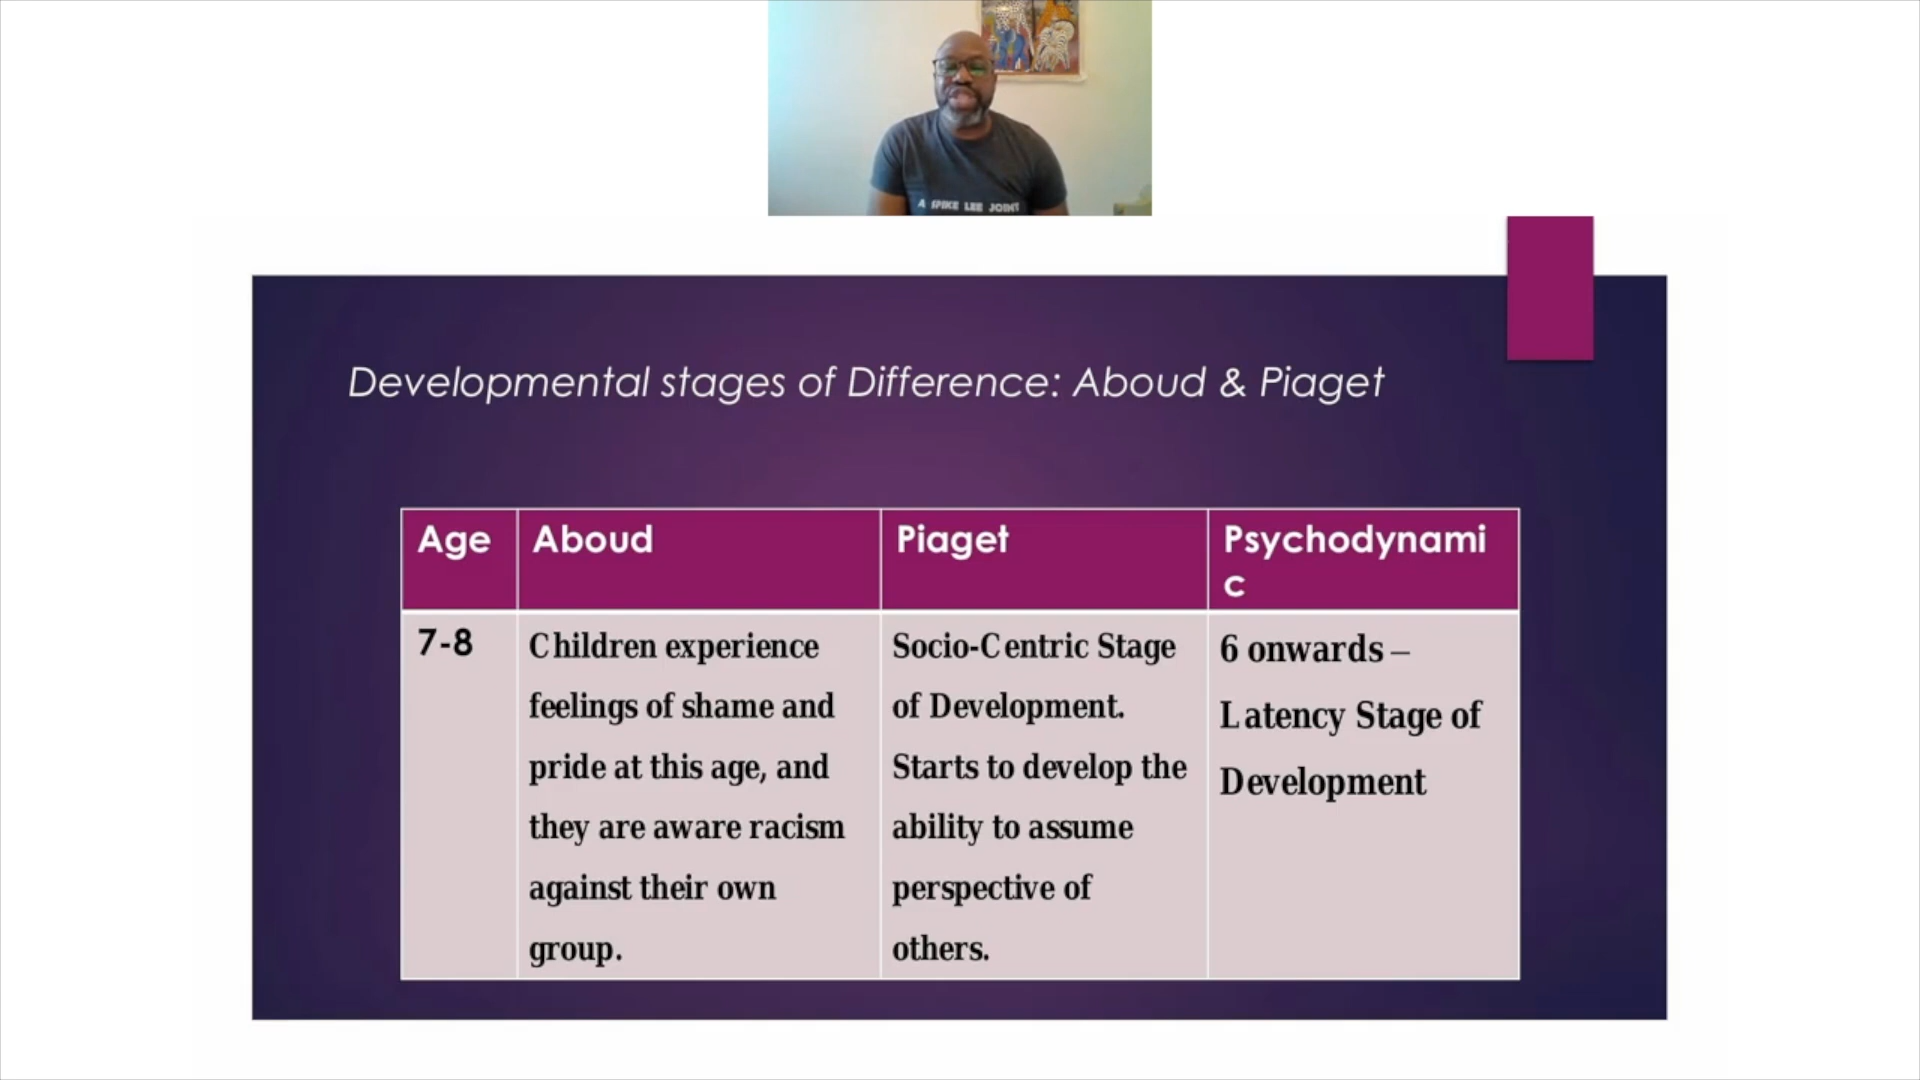 A SPIKE LEE JOINT
Developmental stages of Difference: Aboud & Piaget
Age
Aboud
Piaget
Psychodynami
c
7-8
Children experience
feelings of shame and
pride at this age, and
they are aware racism
against their own
group.
Socio-Centric Stage
of Development.
Starts to develop the
ability to assume
perspective of
others.
6 onwards –
Latency Stage of
Development